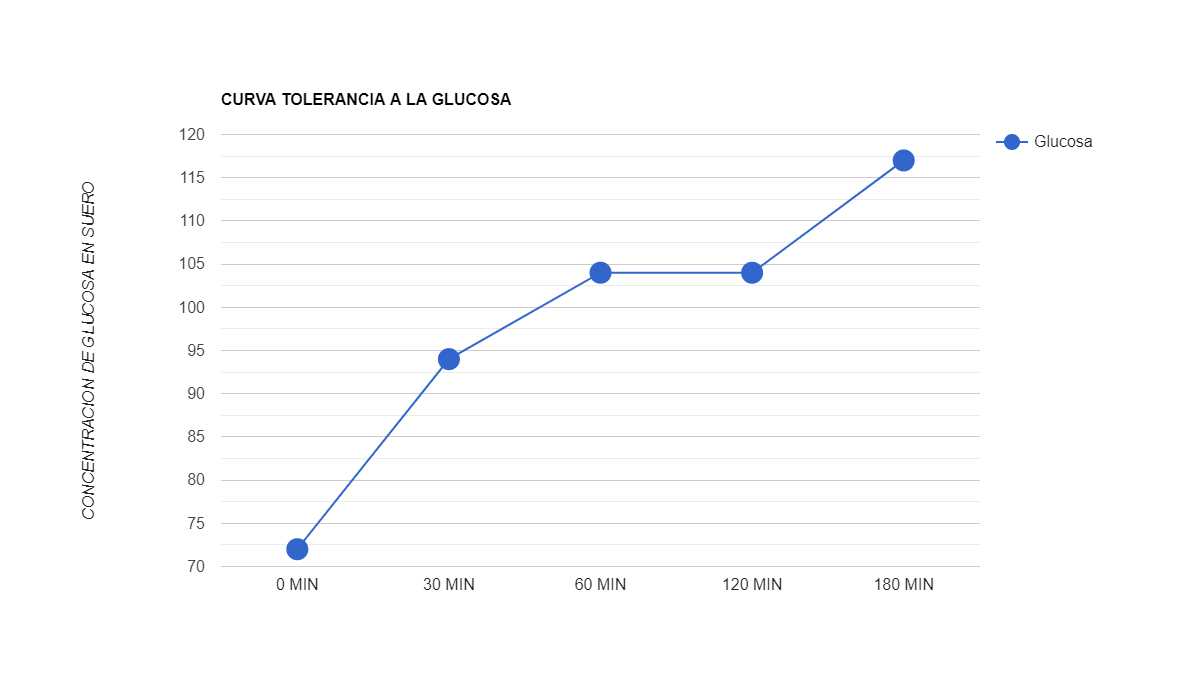 CURVA TOLERANCIA A LA GLUCOSA
Glucosa
CONCENTRACION DE GLUCOSA EN SUERO
120
115
110
105
100
95
90
85
80
75
70
0 MIN
30 MIN
60 MIN
120 MIN
180 MIN